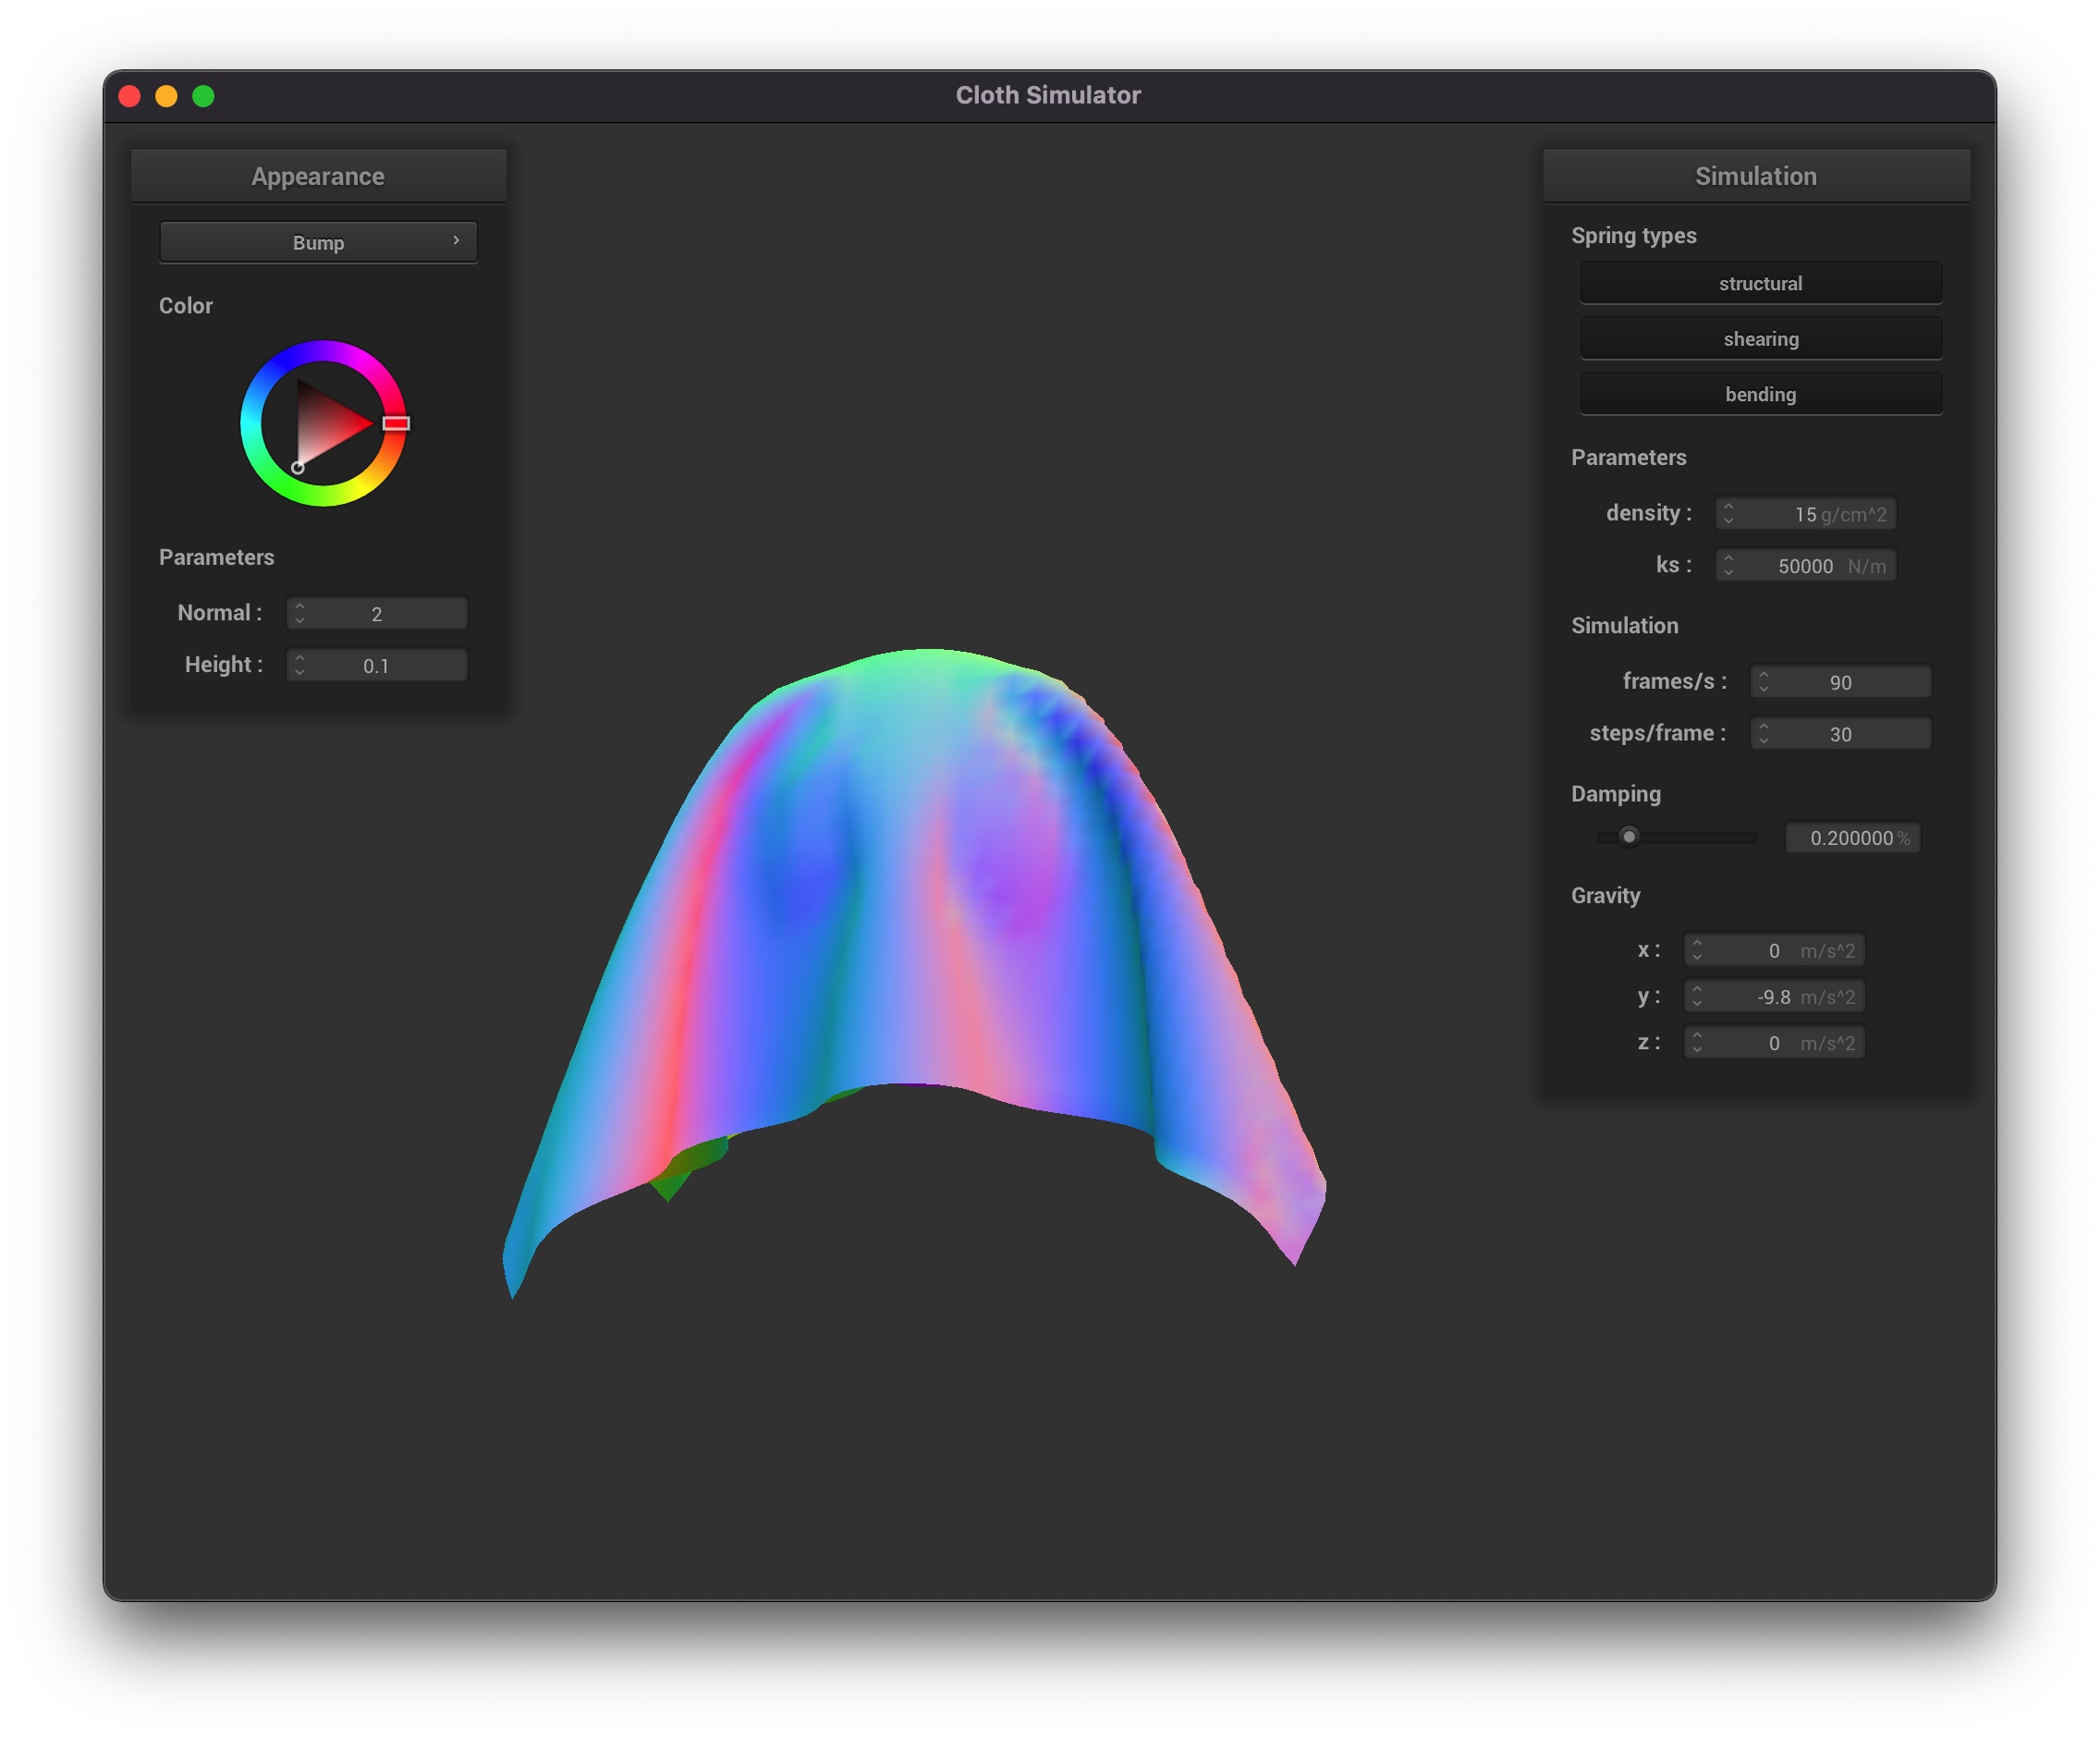 Cloth Simulator
Appearance
Bump
Color
Parameters
Normal : 2
Height : 0.1
Simulation
Spring types
structural
shearing
bending
Parameters
density : 15 g/cm^2
ks : 50000 N/m
Simulation
frames/s : 90
steps/frame : 30
Damping
0.200000 %
Gravity
x : 0 m/s^2
y : -9.8 m/s^2
z : 0 m/s^2